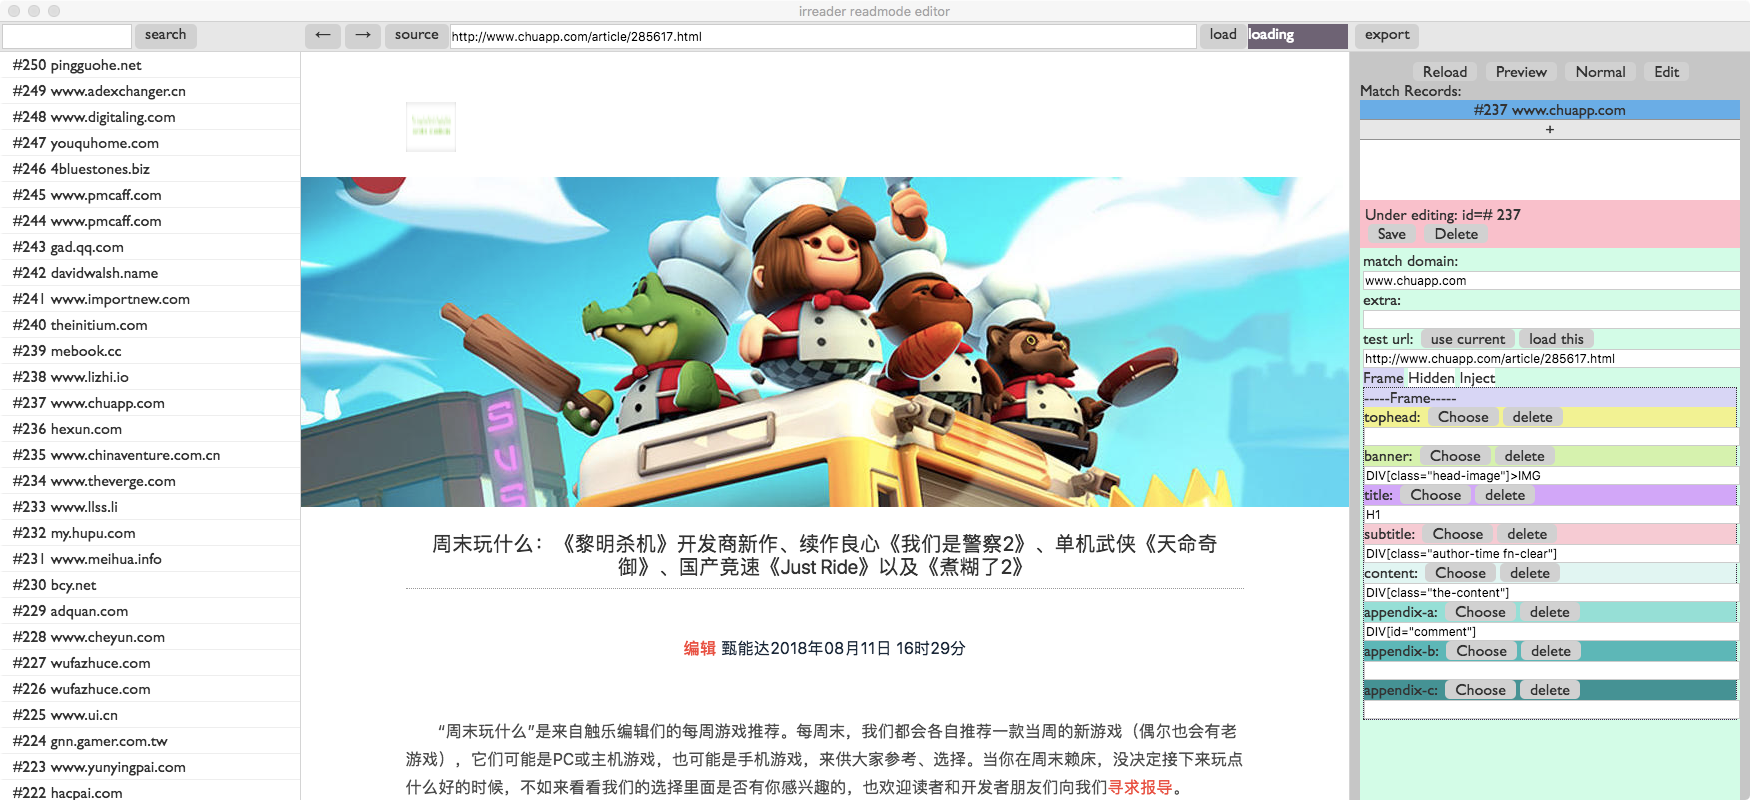 irreader readmode editor
search
←
→
source
http://www.chuapp.com/article/285617.html
load
loading
export
#250 pingguohe.net
#249 www.adexchanger.cn
#248 www.digitaling.com
#247 youquhome.com
#246 4bluestones.biz
#245 www.pmcaff.com
#244 www.pmcaff.com
#243 gad.qq.com
#242 davidwalsh.name
#241 www.importnew.com
#240 theinitium.com
#239 mebook.cc
#238 www.lizhi.io
#237 www.chuapp.com
#236 hexun.com
#235 www.chinaventure.com.cn
#234 www.theverge.com
#233 www.llss.li
#232 my.hupu.com
#231 www.meihua.info
#230 bcy.net
#229 adquan.com
#228 www.cheyun.com
#227 wufazhuce.com
#226 wufazhuce.com
#225 www.ui.cn
#224 gnn.gamer.com.tw
#223 www.yunyingpai.com
#222 hacpai.com
SUS
周末玩什么：《黎明杀机》开发商新作、续作良心《我们是警察2》、单机武侠《天命奇
御》、国产竞速《Just Ride》以及《煮糊了2》
编辑 甄能达2018年08月11日 16时29分
“周末玩什么”是来自触乐编辑们的每周游戏推荐。每周末，我们都会各自推荐一款当周的新游戏（偶尔也会有老
游戏），它们可能是PC或主机游戏，也可能是手机游戏，来供大家参考、选择。当你在周末赖床，没决定接下来玩点
什么好的时候，不如来看看我们的选择里面是否有你感兴趣的，也欢迎读者和开发者朋友们向我们寻求报导。
Reload Preview Normal Edit
Match Records:
#237 www.chuapp.com
+
Under editing: id=# 237
Save Delete
match domain:
www.chuapp.com
extra:
test url: use current load this
http://www.chuapp.com/article/285617.html
Frame Hidden Inject
-----Frame-----
tophead: Choose delete
banner: Choose delete
DIV[class="head-image"]>IMG
title: Choose delete
H1
subtitle: Choose delete
DIV[class="author-time fn-clear"]
content: Choose delete
DIV[class="the-content"]
appendix-a: Choose delete
DIV[id="comment"]
appendix-b: Choose delete
appendix-c: Choose delete